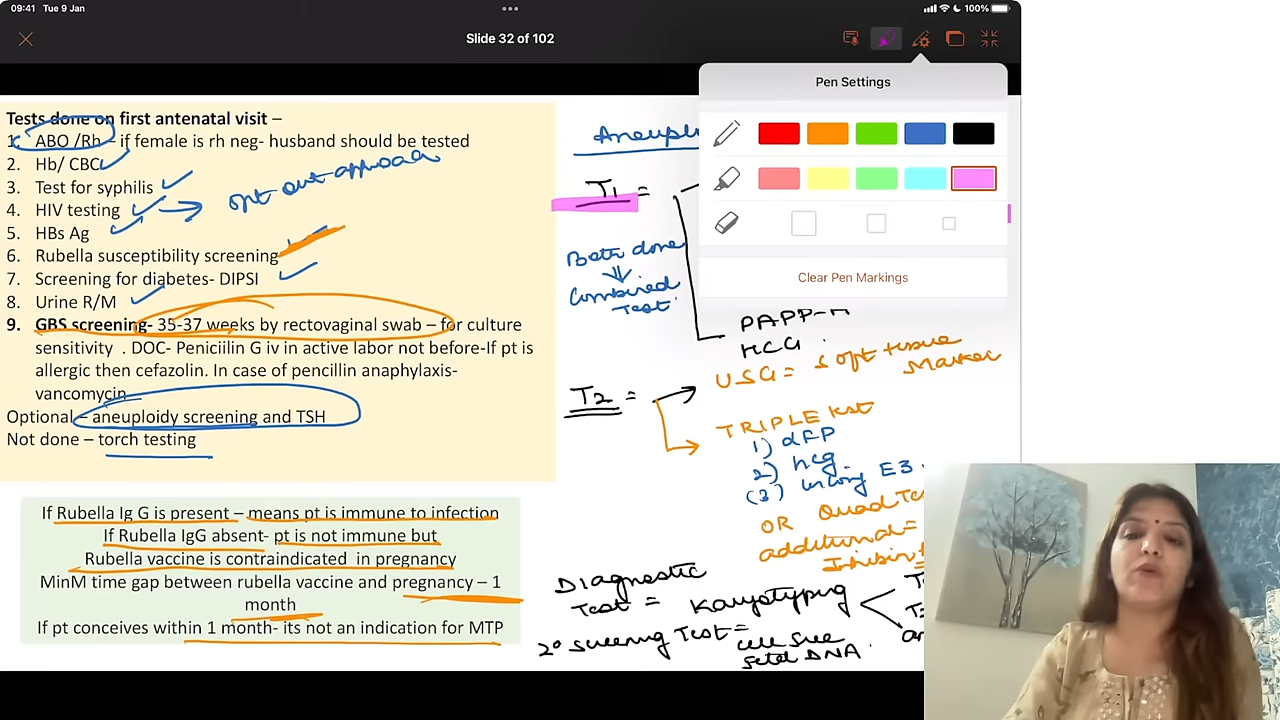 09:41 Tue 9 Jan
100%
Slide 32 of 102
Pen Settings
Clear Pen Markings
Tests done on first antenatal visit –
1. ABO /Rh – if female is rh neg- husband should be tested
2. Hb/ CBC
3. Test for syphilis
4. HIV testing
opt out approach
5. HBs Ag
6. Rubella susceptibility screening
7. Screening for diabetes- DIPSI
8. Urine R/M
9. GBS screening- 35-37 weeks by rectovaginal swab – for culture
sensitivity . DOC- Peniciilin G iv in active labor not before-If pt is
allergic then cefazolin. In case of pencillin anaphylaxis-
vancomycin
Optional – aneuploidy screening and TSH
Not done – torch testing
If Rubella Ig G is present – means pt is immune to infection
If Rubella IgG absent- pt is not immune but
Rubella vaccine is contraindicated in pregnancy
MinM time gap between rubella vaccine and pregnancy – 1
month
If pt conceives within 1 month- its not an indication for MTP
Aneupl
T1 =
Both done
Combined
Test
PAPP-A
HCG
T2 =
USG = soft tissue
Marker
TRIPLE test
1) αFP
2) hcg
(3) uncong E3
OR Quad Te
additional =
Inhibin
Diagnostic
Test = Karyotyping
2° screening Test =
cell free
fetal DNA